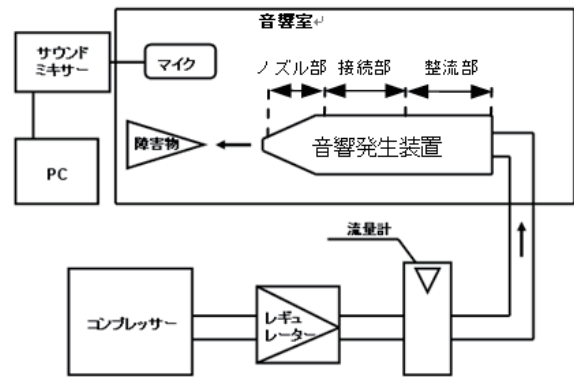 音響室
サウンド
ミキサー
マイク
ノズル部
接続部
整流部
障害物
音響発生装置
PC
流量計
コンプレッサー
レギュ
レーター